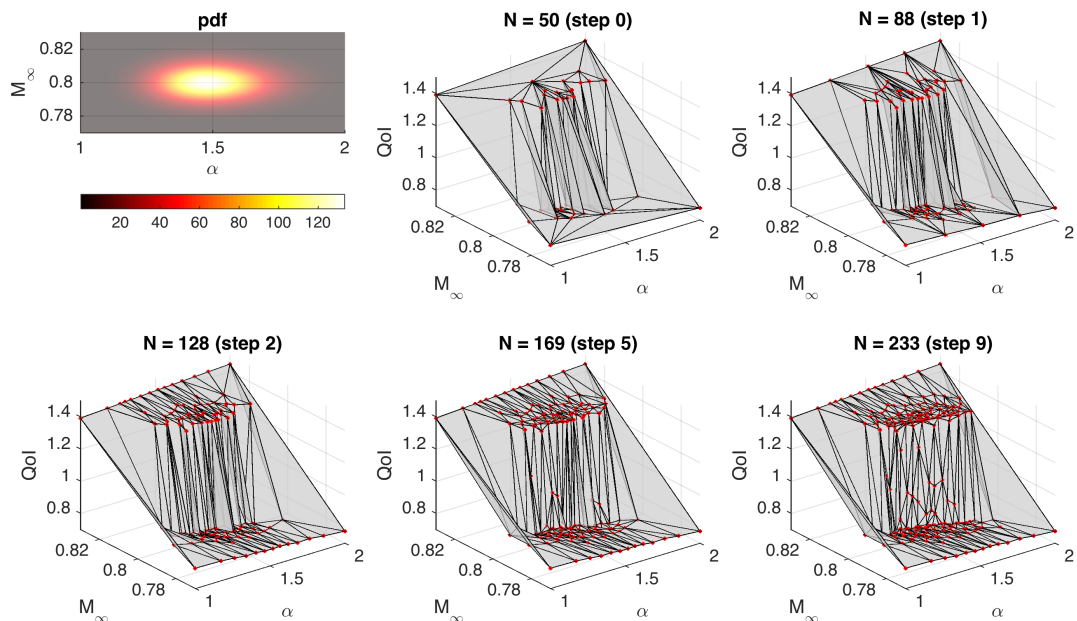 pdf
M∞
0.82
0.8
0.78
1
1.5
2
α
20 40 60 80 100 120
N = 50 (step 0)
QoI
1.4
1.2
1
0.8
0.82
0.8
0.78
M∞
1
1.5
2
α
N = 88 (step 1)
QoI
1.4
1.2
1
0.8
0.82
0.8
0.78
M∞
1
1.5
2
α
N = 128 (step 2)
QoI
1.4
1.2
1
0.8
0.82
0.8
0.78
M∞
1
1.5
2
α
N = 169 (step 5)
QoI
1.4
1.2
1
0.8
0.82
0.8
0.78
M∞
1
1.5
2
α
N = 233 (step 9)
QoI
1.4
1.2
1
0.8
0.82
0.8
0.78
M∞
1
1.5
2
α